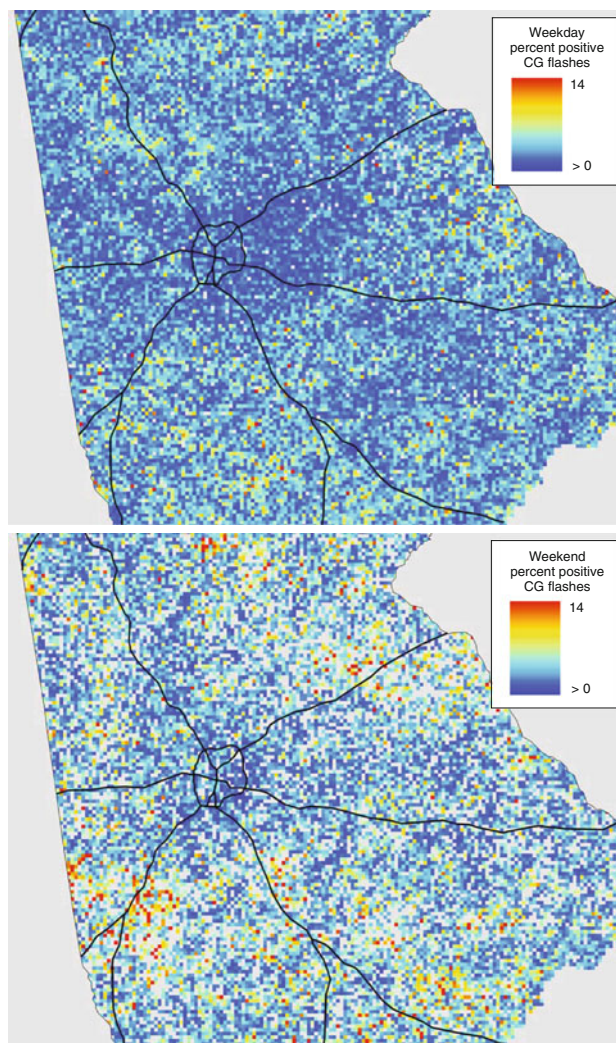 Weekday
percent positive
CG flashes
14
> 0
Weekend
percent positive
CG flashes
14
> 0